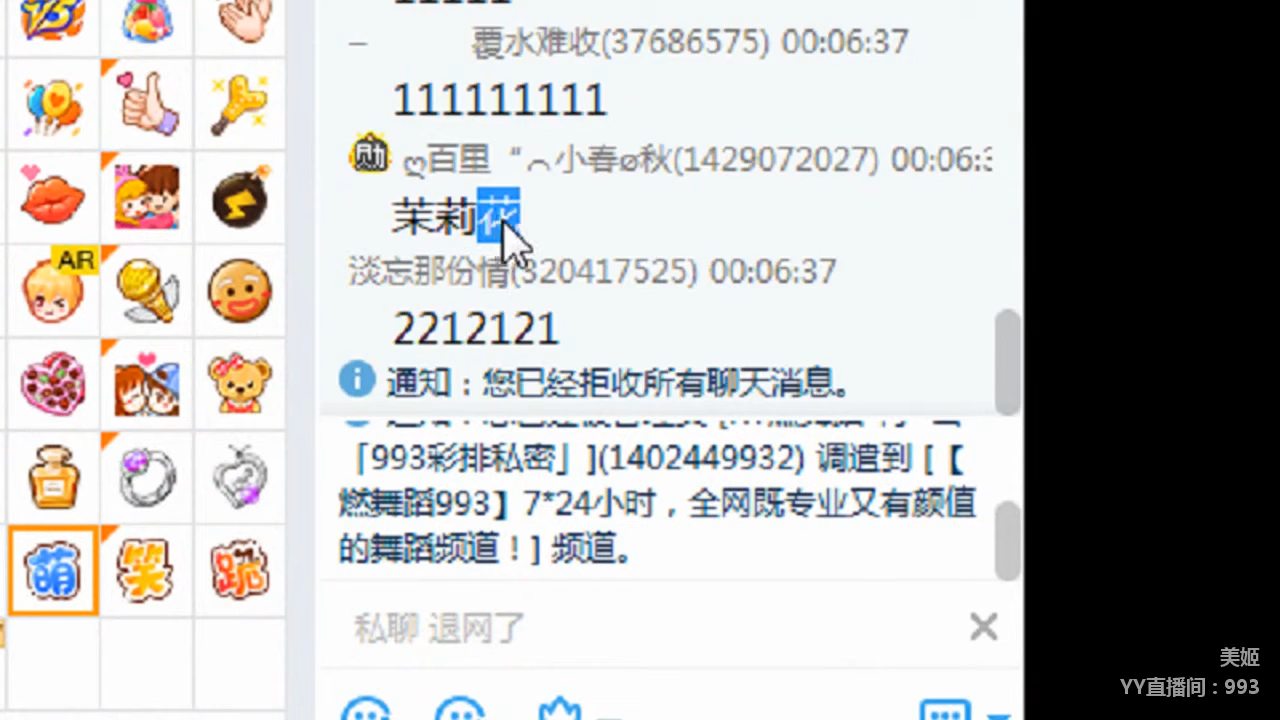 11111
覆水难收(37686575) 00:06:37
111111111
勋 ღ百里“︵小春ø秋(1429072027) 00:06:3
茉莉花
淡忘那份情(320417525) 00:06:37
AR
2212121
通知：您已经拒收所有聊天消息。
「993彩排私密」](1402449932) 调遣到 [【
燃舞蹈993】7*24小时，全网既专业又有颜值
的舞蹈频道！] 频道。
萌 笑 跪
私聊 退网了
美姬
YY直播间：993